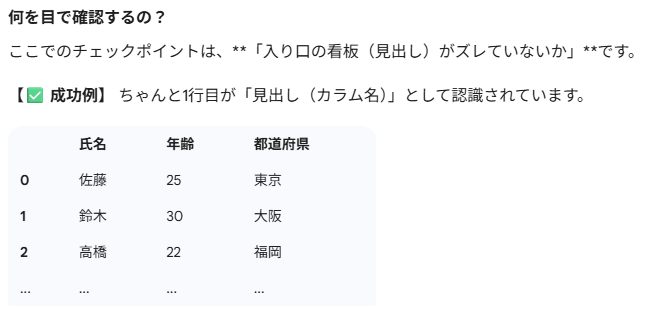 何を目で確認するの？
ここでのチェックポイントは、**「入り口の看板（見出し）がズレていないか」**です。
【✅ 成功例】 ちゃんと1行目が「見出し（カラム名）」として認識されています。
氏名 年齢 都道府県
0 佐藤 25 東京
1 鈴木 30 大阪
2 高橋 22 福岡
... ... ... ...